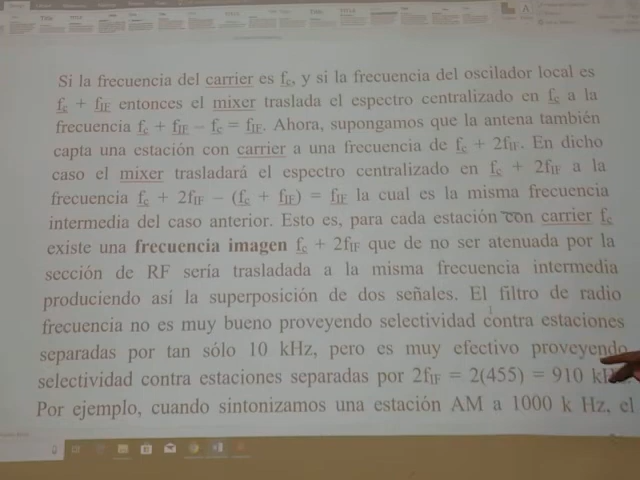 Si la frecuencia del carrier es fc, y si la frecuencia del oscilador local es
fc + fIF entonces el mixer traslada el espectro centralizado en fc a la
frecuencia fc + fIF – fc = fIF. Ahora, supongamos que la antena también
capta una estación con carrier a una frecuencia de fc + 2fIF. En dicho
caso el mixer trasladará el espectro centralizado en fc + 2fIF a la
frecuencia fc + 2fIF – (fc + fIF) = fIF la cual es la misma frecuencia
intermedia del caso anterior. Esto es, para cada estación con carrier fc
existe una frecuencia imagen fc + 2fIF que de no ser atenuada por la
sección de RF sería trasladada a la misma frecuencia intermedia
produciendo así la superposición de dos señales. El filtro de radio
frecuencia no es muy bueno proveyendo selectividad contra estaciones
separadas por tan sólo 10 kHz, pero es muy efectivo proveyendo
selectividad contra estaciones separadas por 2fIF = 2(455) = 910
Por ejemplo, cuando sintonizamos una estación AM a 1000 k Hz, el